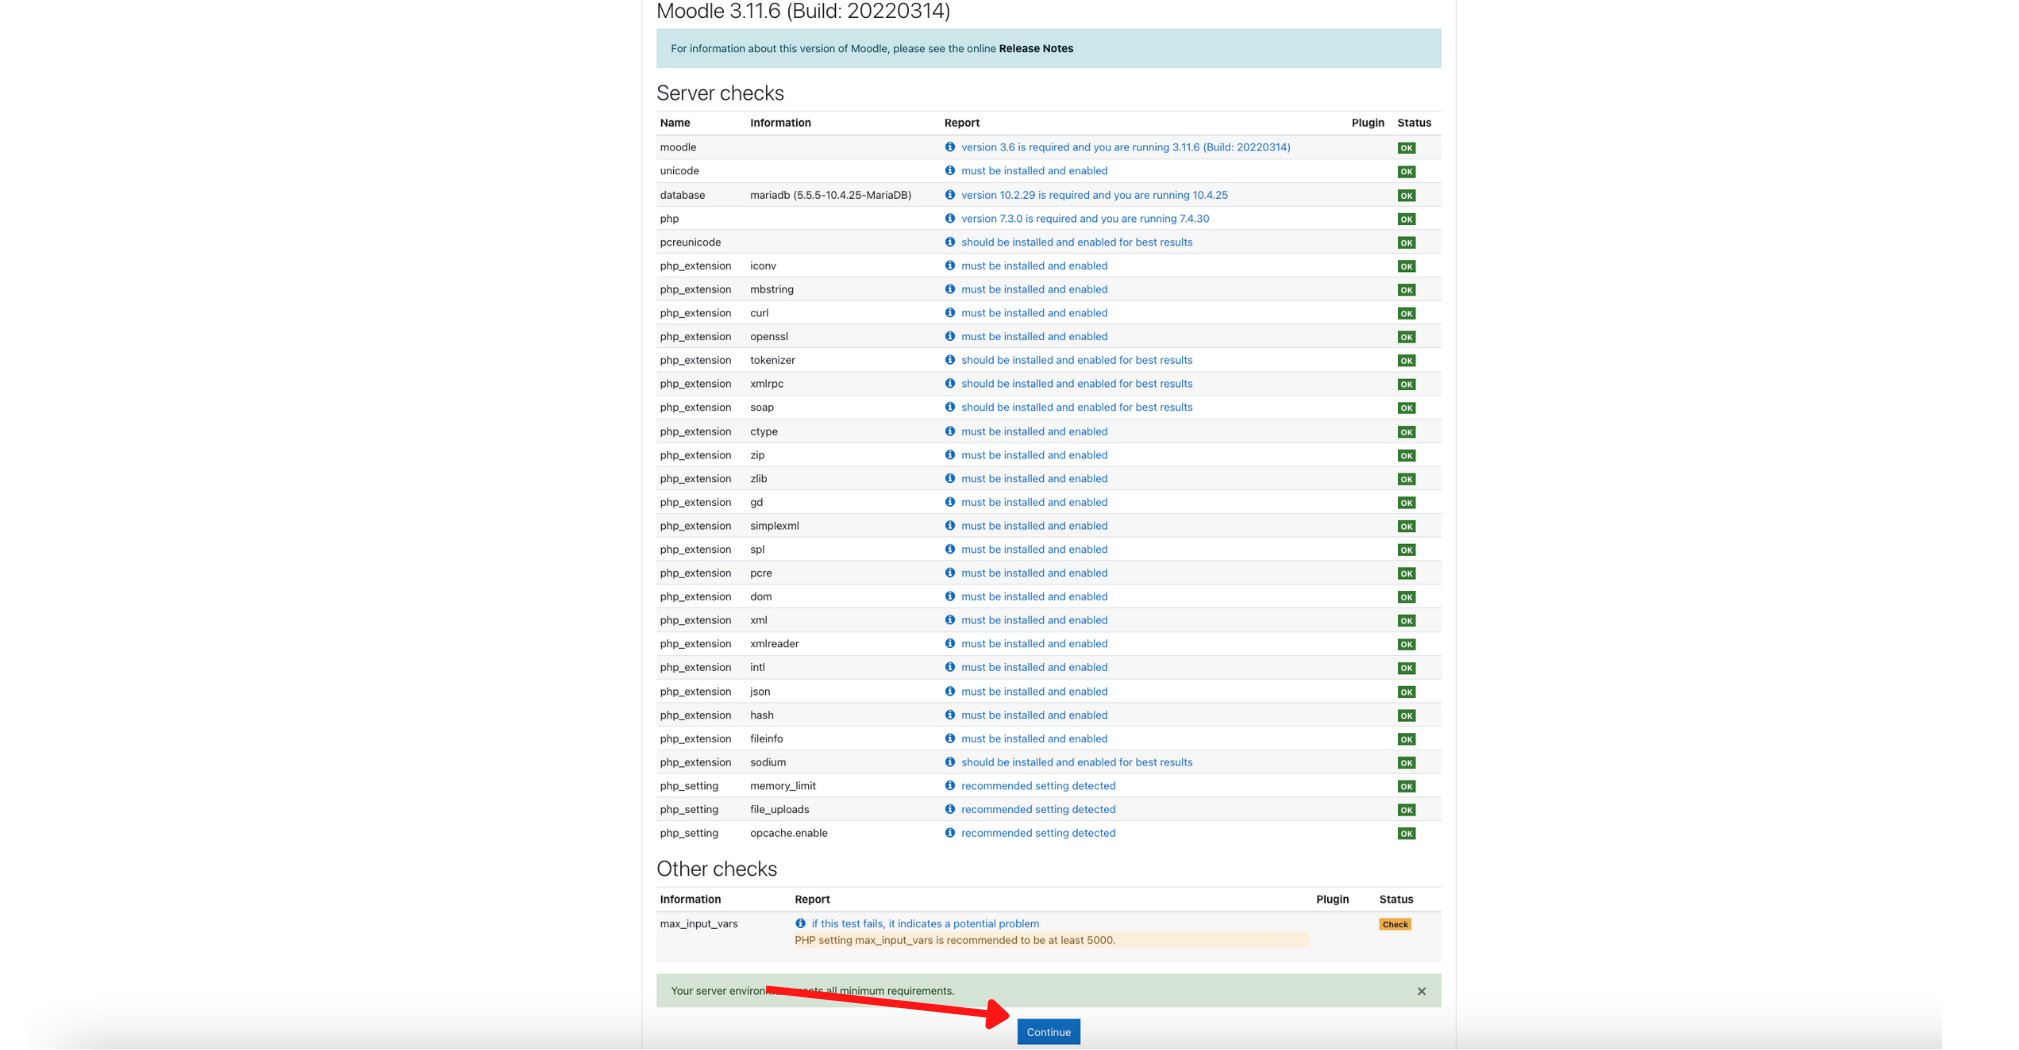 Moodle 3.11.6 (Build: 20220314)
For information about this version of Moodle, please see the online Release Notes
Server checks
Name Information Report Plugin Status
moodle version 3.6 is required and you are running 3.11.6 (Build: 20220314) OK
unicode must be installed and enabled OK
database mariadb (5.5.5-10.4.25-MariaDB) version 10.2.29 is required and you are running 10.4.25 OK
php version 7.3.0 is required and you are running 7.4.30 OK
pcreunicode should be installed and enabled for best results OK
php_extension iconv must be installed and enabled OK
php_extension mbstring must be installed and enabled OK
php_extension curl must be installed and enabled OK
php_extension openssl must be installed and enabled OK
php_extension tokenizer should be installed and enabled for best results OK
php_extension xmlrpc should be installed and enabled for best results OK
php_extension soap should be installed and enabled for best results OK
php_extension ctype must be installed and enabled OK
php_extension zip must be installed and enabled OK
php_extension zlib must be installed and enabled OK
php_extension gd must be installed and enabled OK
php_extension simplexml must be installed and enabled OK
php_extension spl must be installed and enabled OK
php_extension pcre must be installed and enabled OK
php_extension dom must be installed and enabled OK
php_extension xml must be installed and enabled OK
php_extension xmlreader must be installed and enabled OK
php_extension intl must be installed and enabled OK
php_extension json must be installed and enabled OK
php_extension hash must be installed and enabled OK
php_extension fileinfo must be installed and enabled OK
php_extension sodium should be installed and enabled for best results OK
php_setting memory_limit recommended setting detected OK
php_setting file_uploads recommended setting detected OK
php_setting opcache.enable recommended setting detected OK
Other checks
Information Report Plugin Status
max_input_vars if this test fails, it indicates a potential problem Check
PHP setting max_input_vars is recommended to be at least 5000.
Your server all minimum requirements. ×
Continue